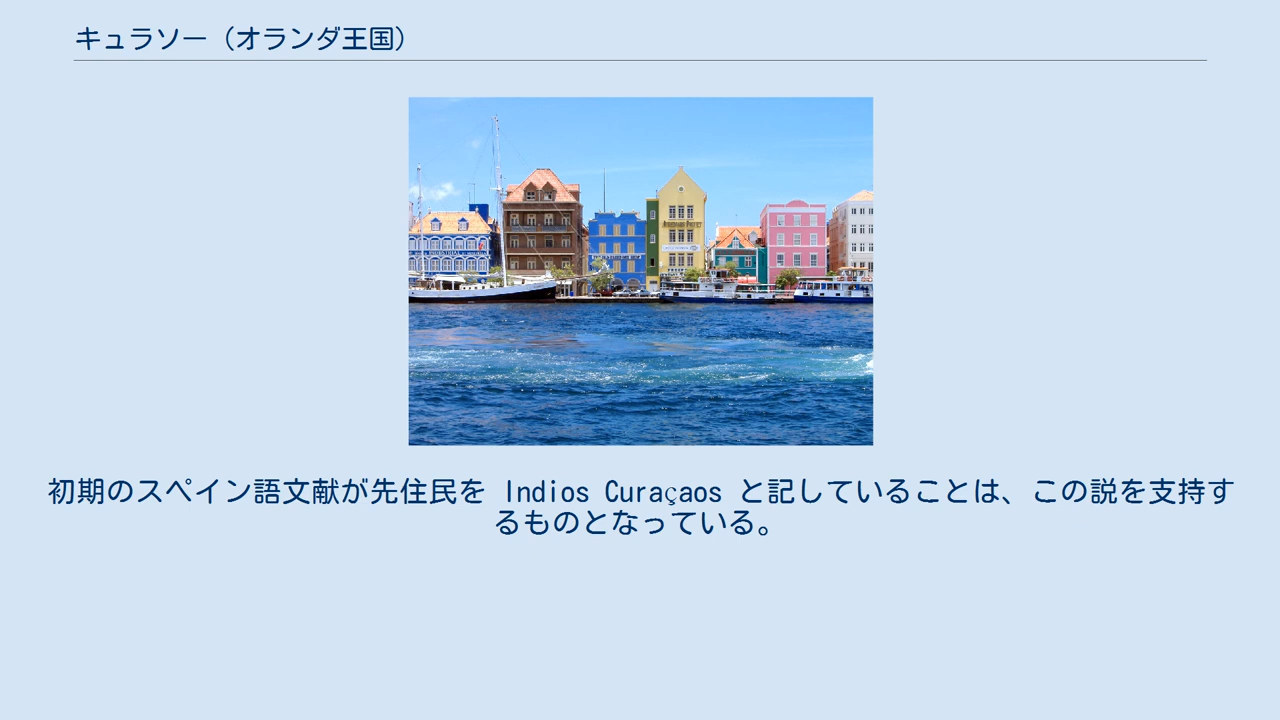 キュラソー（オランダ王国）
初期のスペイン語文献が先住民を Indios Curaçaos と記していることは、この説を支持す
るものとなっている。